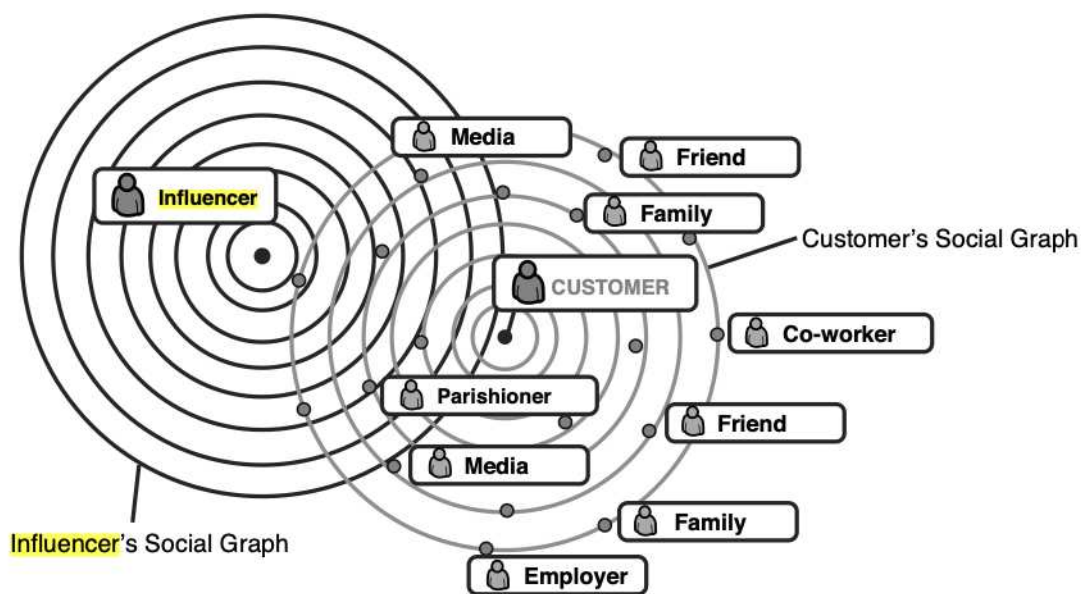 Media
Friend
Influencer
Family
Customer's Social Graph
CUSTOMER
Co-worker
Parishioner
Friend
Media
Family
Influencer's Social Graph
Employer